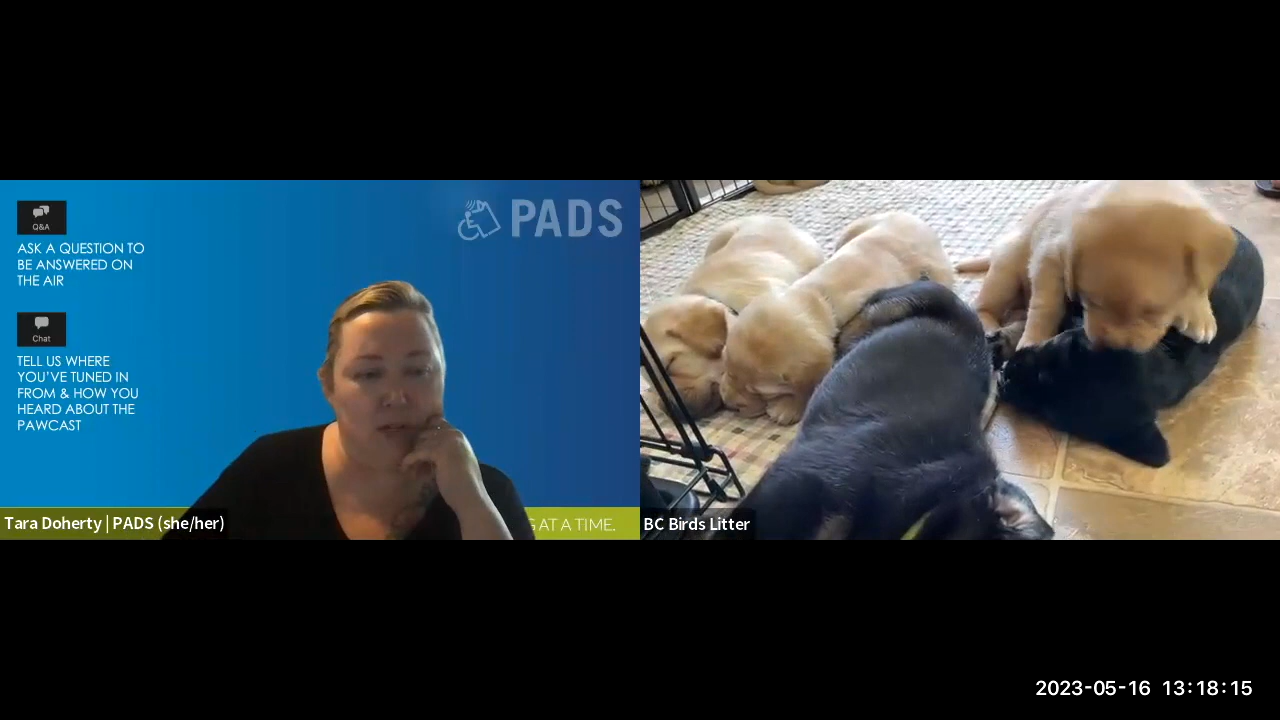 Q&A
ASK A QUESTION TO
BE ANSWERED ON
THE AIR
Chat
TELL US WHERE
YOU'VE TUNED IN
FROM & HOW YOU
HEARD ABOUT THE
PAWCAST
PADS
Tara Doherty | PADS (she/her)
AT A TIME.
BC Birds Litter
2023-05-16 13:18:15